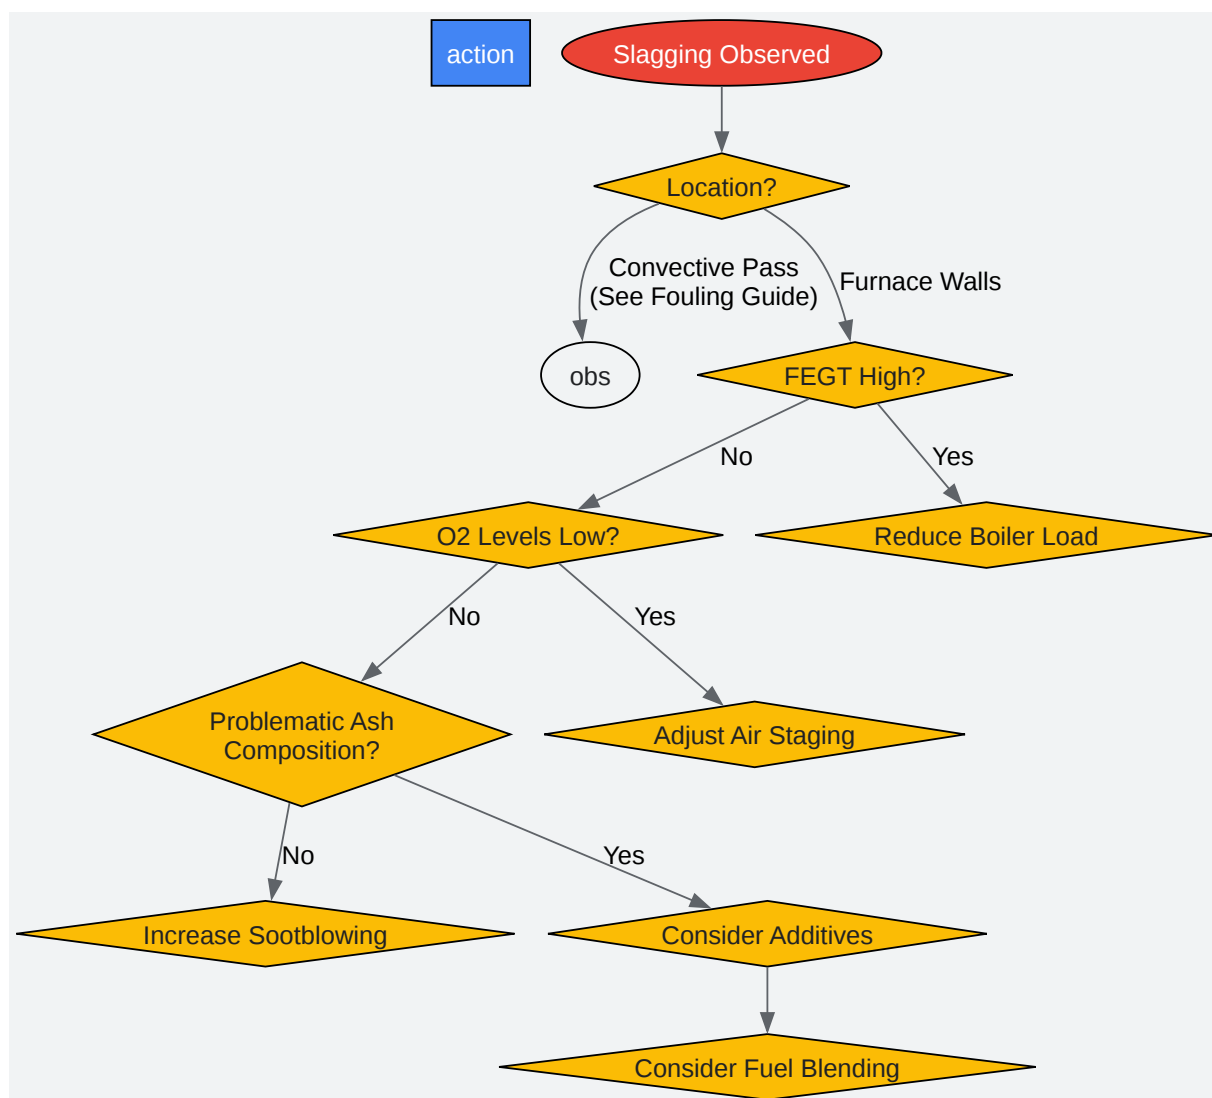 action
Slagging Observed
Location?
Convective Pass
(See Fouling Guide)
Furnace Walls
obs
FEGT High?
No
Yes
O2 Levels Low?
Reduce Boiler Load
No
Yes
Problematic Ash
Composition?
Adjust Air Staging
No
Yes
Increase Sootblowing
Consider Additives
Consider Fuel Blending